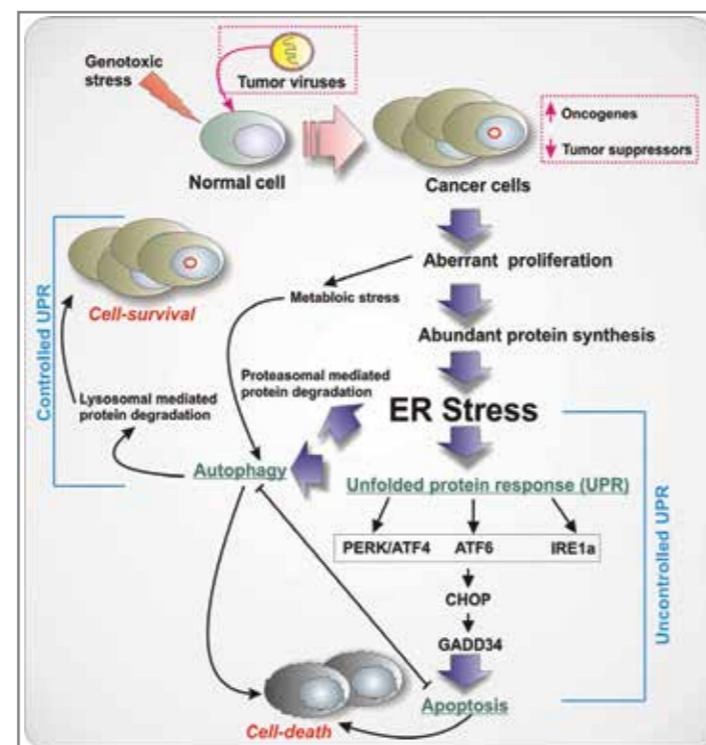 Genotoxic
stress
Tumor viruses
Normal cell
Cancer cells
Oncogenes
Tumor suppressors
Aberrant proliferation
Metabloic stress
Abundant protein synthesis
Cell-survival
Controlled UPR
Lysosomal mediated
protein degradation
Proteasomal mediated
protein degradation
ER Stress
Autophagy
Unfolded protein response (UPR)
PERK/ATF4 ATF6 IRE1a
Uncontrolled UPR
CHOP
GADD34
Apoptosis
Cell-death